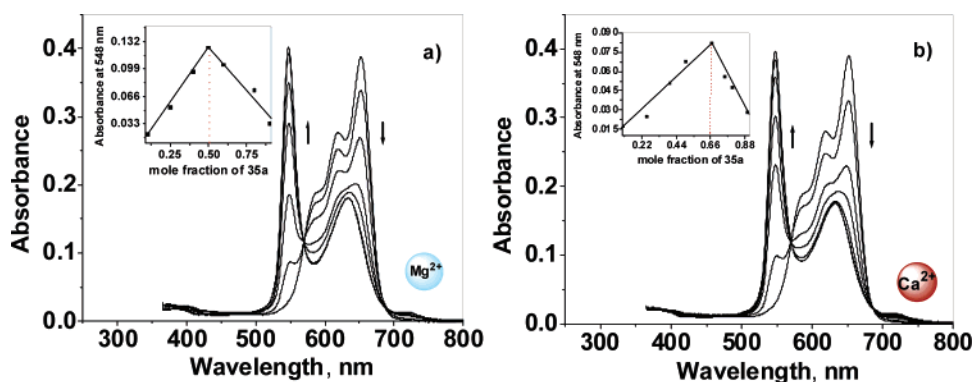 a)
Absorbance
0.4
0.3
0.2
0.1
0.0
300 400 500 600 700 800
Wavelength, nm
Absorbance at 548 nm
0.132
0.099
0.066
0.033
0.25 0.50 0.75
mole fraction of 35a
Mg2+
b)
Absorbance
0.4
0.3
0.2
0.1
0.0
300 400 500 600 700 800
Wavelength, nm
Absorbance at 548 nm
0.090
0.075
0.060
0.045
0.030
0.015
0.22 0.44 0.66 0.88
mole fraction of 35a
Ca2+